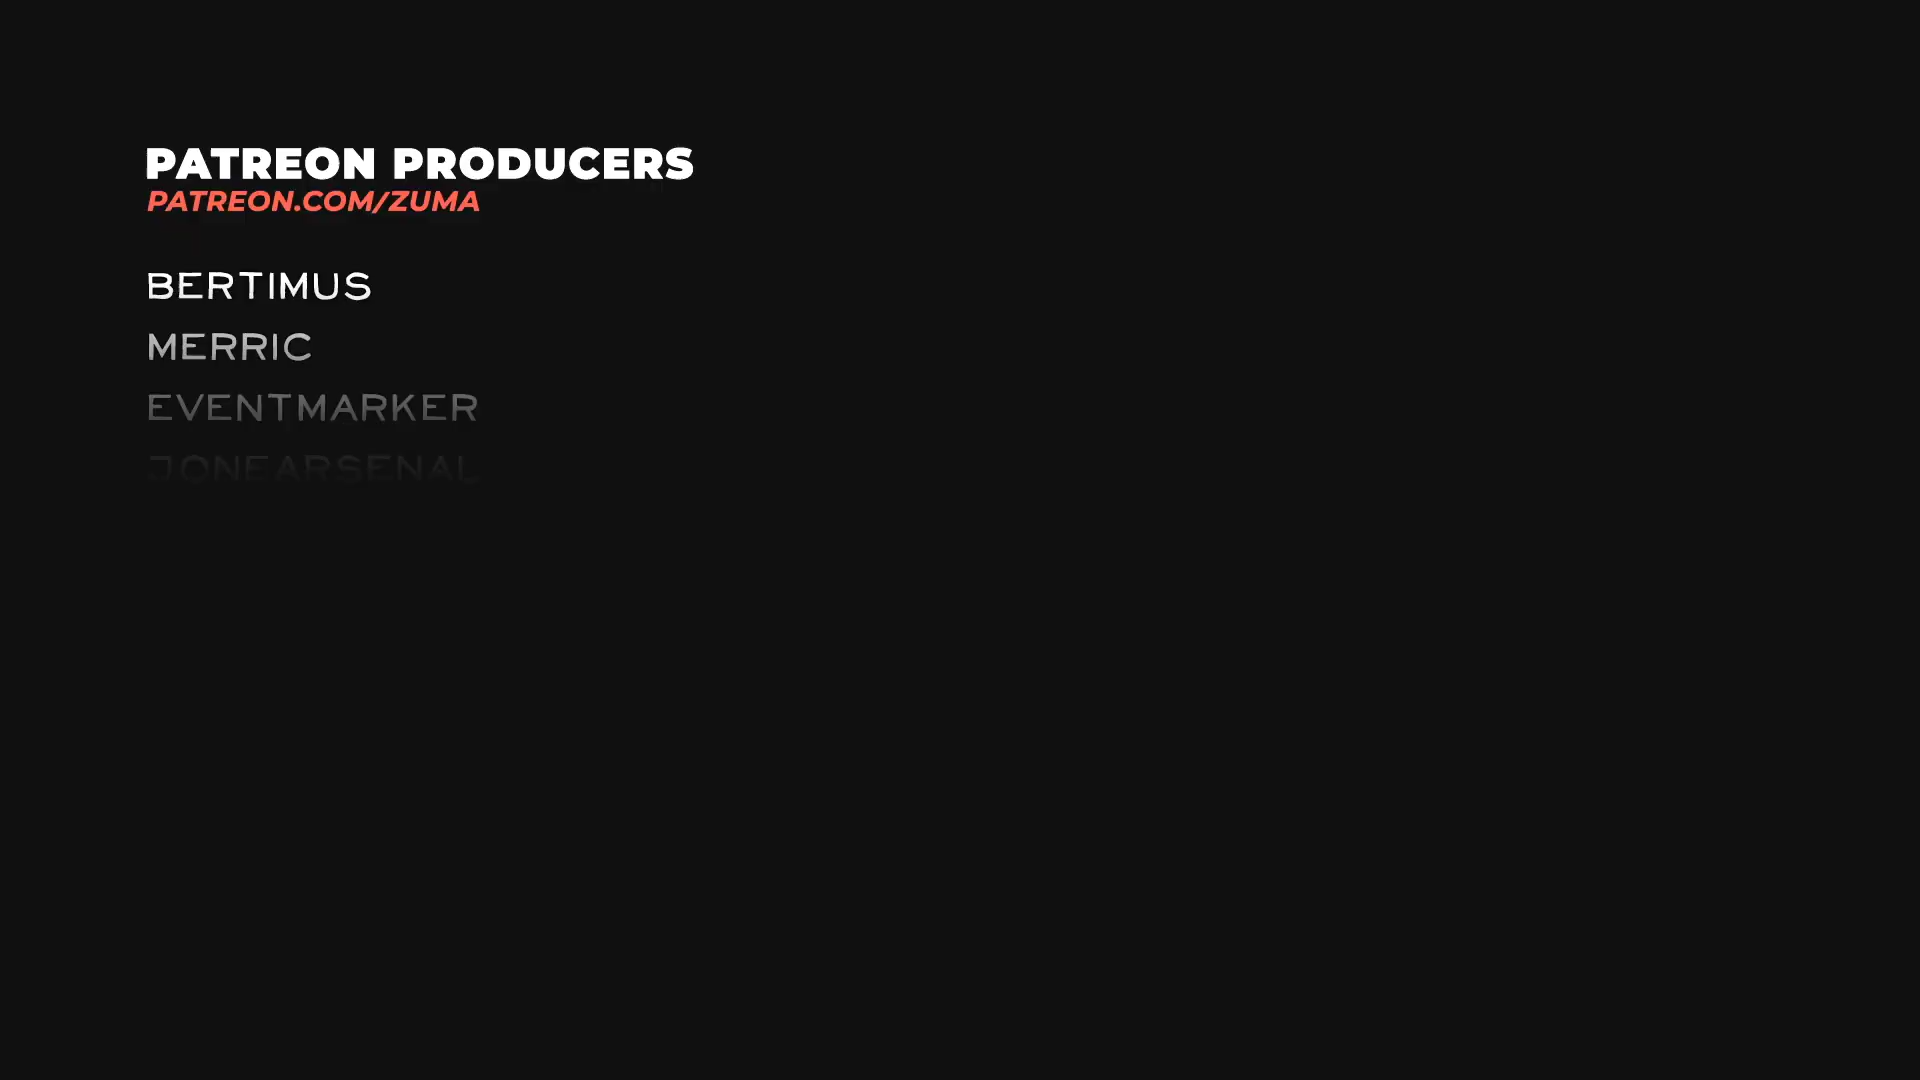 PATREON PRODUCERS
PATREON.COM/ZUMA
BERTIMUS
MERRIC
EVENTMARKER
JONEARSENAL